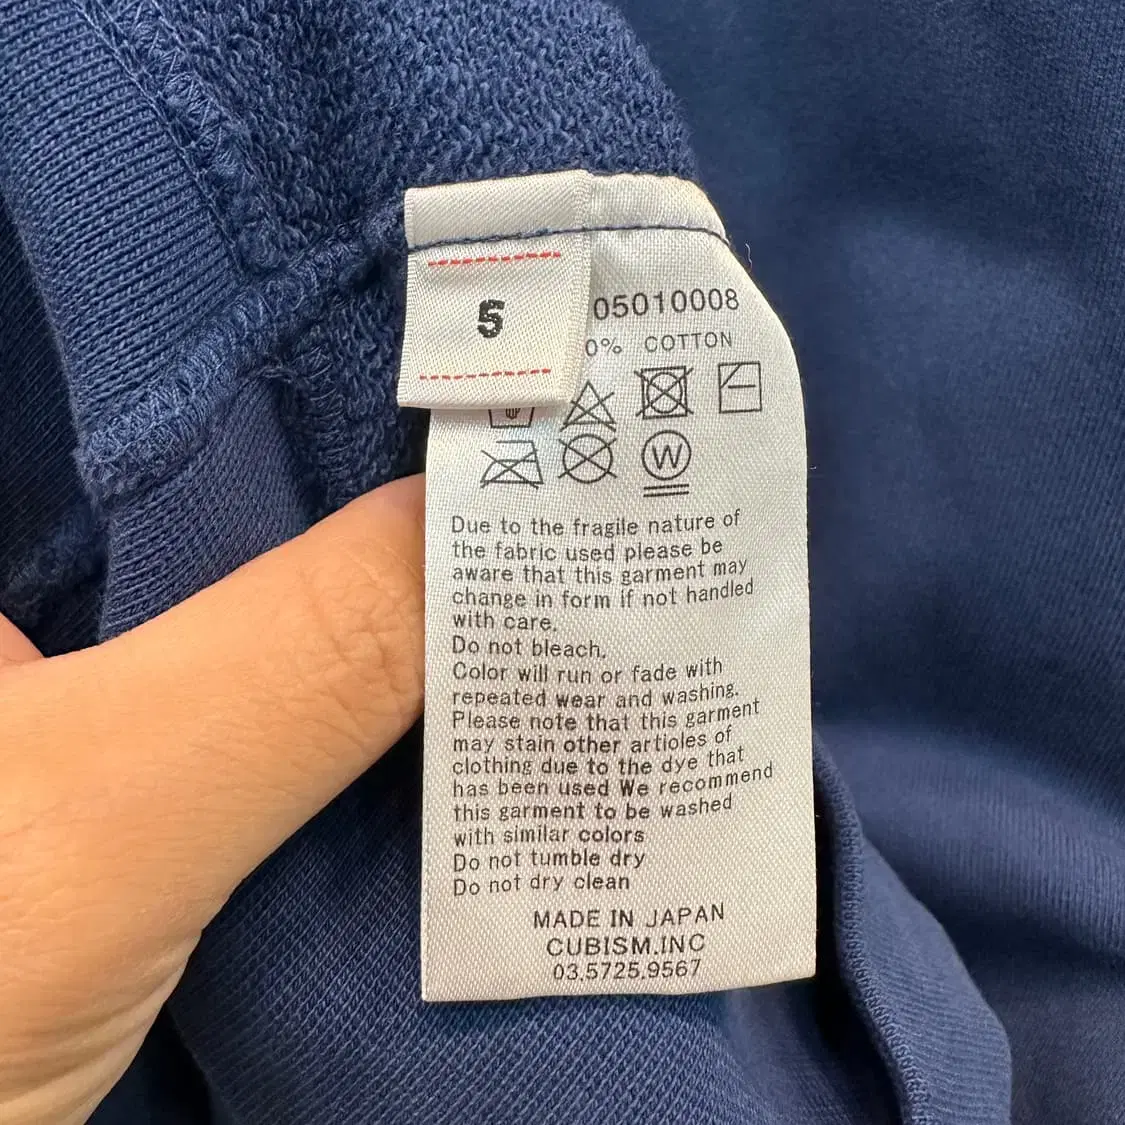 5
05010008
0% COTTON
W
Due to the fragile nature of
the fabric used please be
aware that this garment may
change in form if not handled
with care.
Do not bleach.
Color will run or fade with
repeated wear and washing.
Please note that this garment
may stain other artioles of
clothing due to the dye that
has been used We recommend
this garment to be washed
with similar colors
Do not tumble dry
Do not dry clean
MADE IN JAPAN
CUBISM.INC
03.5725.9567